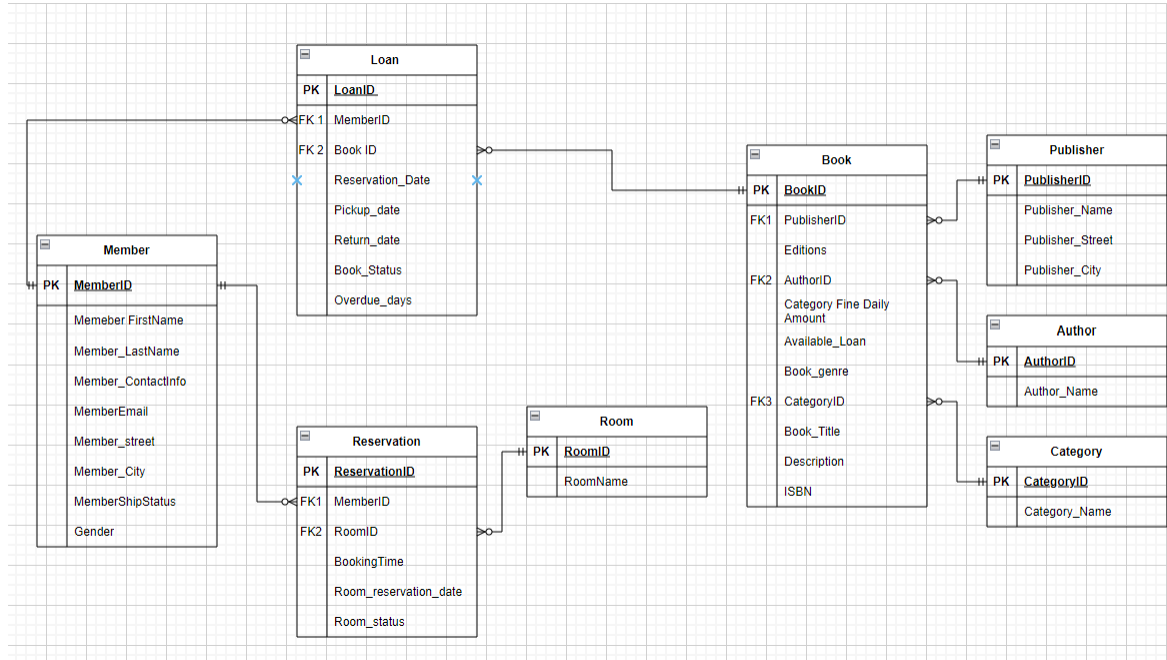 Loan
PK LoanID
FK 1 MemberID
FK 2 Book ID
Reservation_Date
Pickup_date
Return_date
Book_Status
Overdue_days
Member
PK MemberID
Memeber FirstName
Member_LastName
Member_ContactInfo
MemberEmail
Member_street
Member_City
MemberShipStatus
Gender
Reservation
PK ReservationID
FK1 MemberID
FK2 RoomID
BookingTime
Room_reservation_date
Room_status
Room
PK RoomID
RoomName
Book
PK BookID
FK1 PublisherID
Editions
FK2 AuthorID
Category Fine Daily
Amount
Available_Loan
Book_genre
FK3 CategoryID
Book_Title
Description
ISBN
Publisher
PK PublisherID
Publisher_Name
Publisher_Street
Publisher_City
Author
PK AuthorID
Author_Name
Category
PK CategoryID
Category_Name